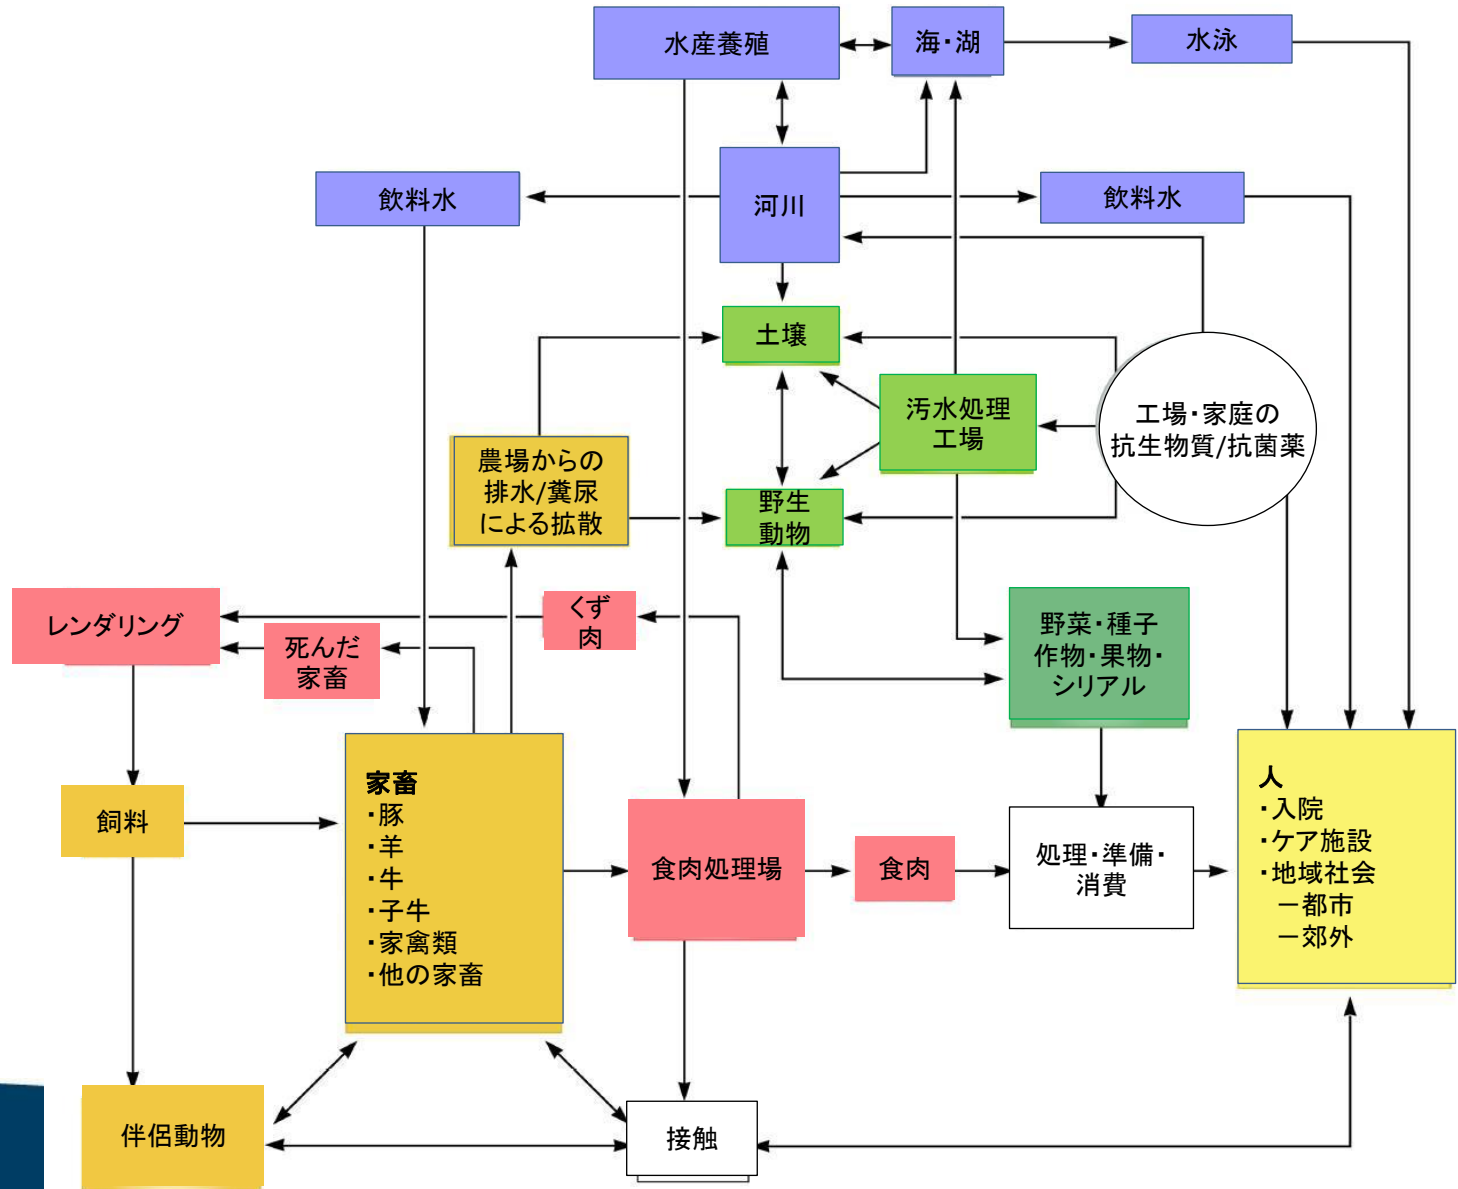 水産養殖
海・湖
水泳
飲料水
河川
飲料水
土壌
汚水処理
工場
工場・家庭の
抗生物質/抗菌薬
農場からの
排水/糞尿
による拡散
野生
動物
レンダリング
くず
肉
死んだ
家畜
野菜・種子
作物・果物・
シリアル
飼料
家畜
・豚
・羊
・牛
・子牛
・家禽類
・他の家畜
食肉処理場
食肉
処理・準備・
消費
人
・入院
・ケア施設
・地域社会
ー都市
ー郊外
伴侶動物
接触